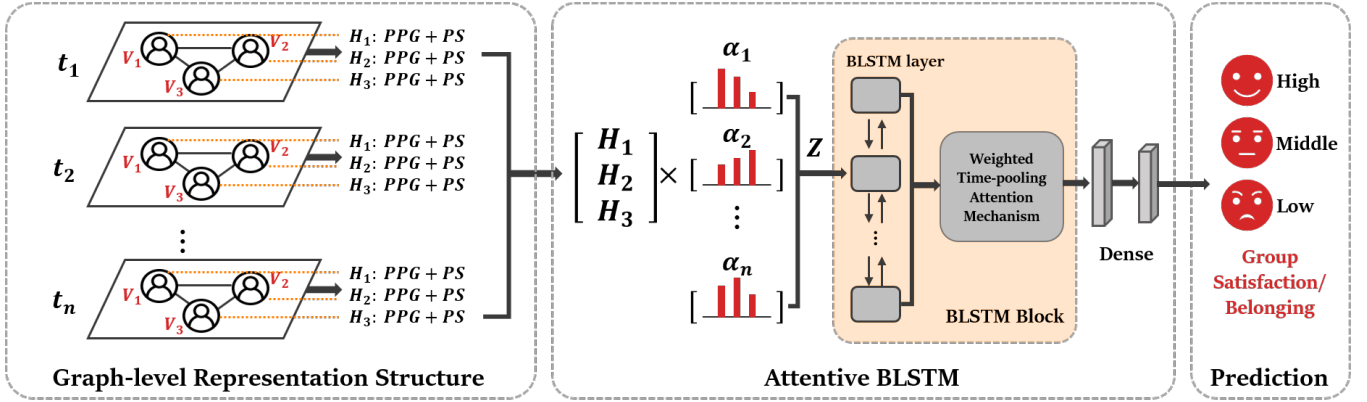 t1
V1
V2
V3
H1: PPG + PS
H2: PPG + PS
H3: PPG + PS
t2
V1
V2
V3
H1: PPG + PS
H2: PPG + PS
H3: PPG + PS
⋮
tn
V1
V2
V3
H1: PPG + PS
H2: PPG + PS
H3: PPG + PS
Graph-level Representation Structure
[ H1
H2
H3 ]
×
α1
[ ]
α2
[ ]
⋮
αn
[ ]
Z
BLSTM layer
⋮
Weighted
Time-pooling
Attention
Mechanism
BLSTM Block
Dense
Attentive BLSTM
High
Middle
Low
Group
Satisfaction/
Belonging
Prediction